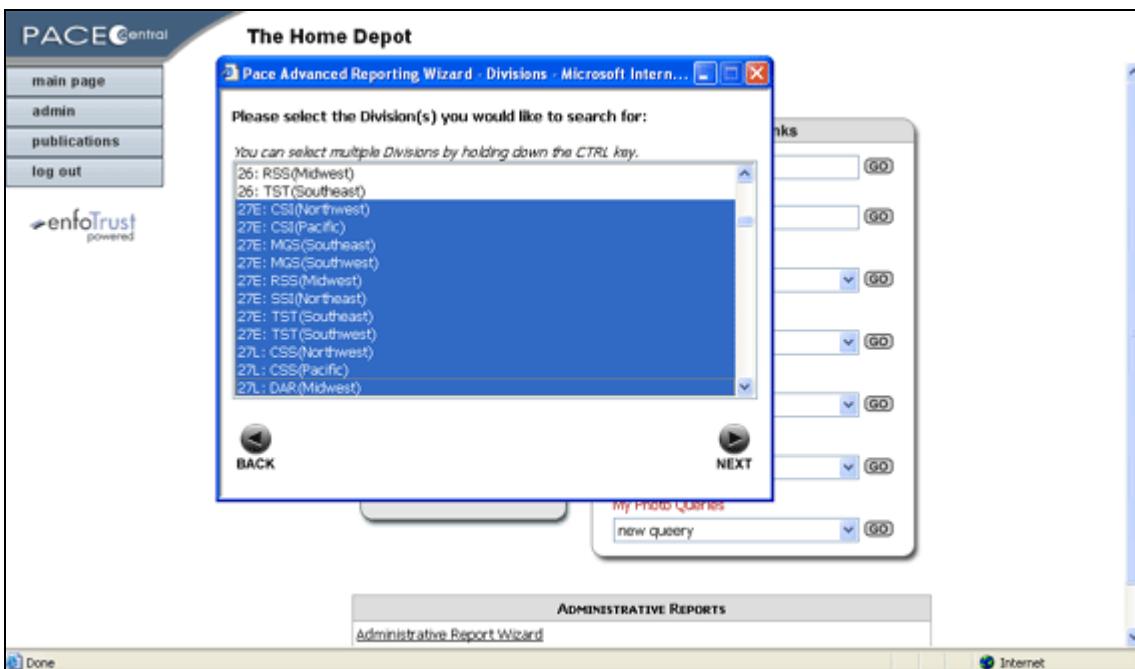 PACE Central
The Home Depot
main page
admin
publications
log out
enfoTrust
powered
Pace Advanced Reporting Wizard - Divisions - Microsoft Intern...
Please select the Division(s) you would like to search for:
You can select multiple Divisions by holding down the CTRL key.
26: RSS(Midwest)
26: TST(Southeast)
27E: CSI(Northwest)
27E: CSI(Pacific)
27E: MGS(Southeast)
27E: MGS(Southwest)
27E: RSS(Midwest)
27E: SSI(Northeast)
27E: TST(Southeast)
27E: TST(Southwest)
27L: CSS(Northwest)
27L: CSS(Pacific)
27L: DAR(Midwest)
BACK
NEXT
GO
GO
GO
GO
GO
GO
My Photo Queries
new queery
GO
ADMINISTRATIVE REPORTS
Administrative Report Wizard
Done
Internet